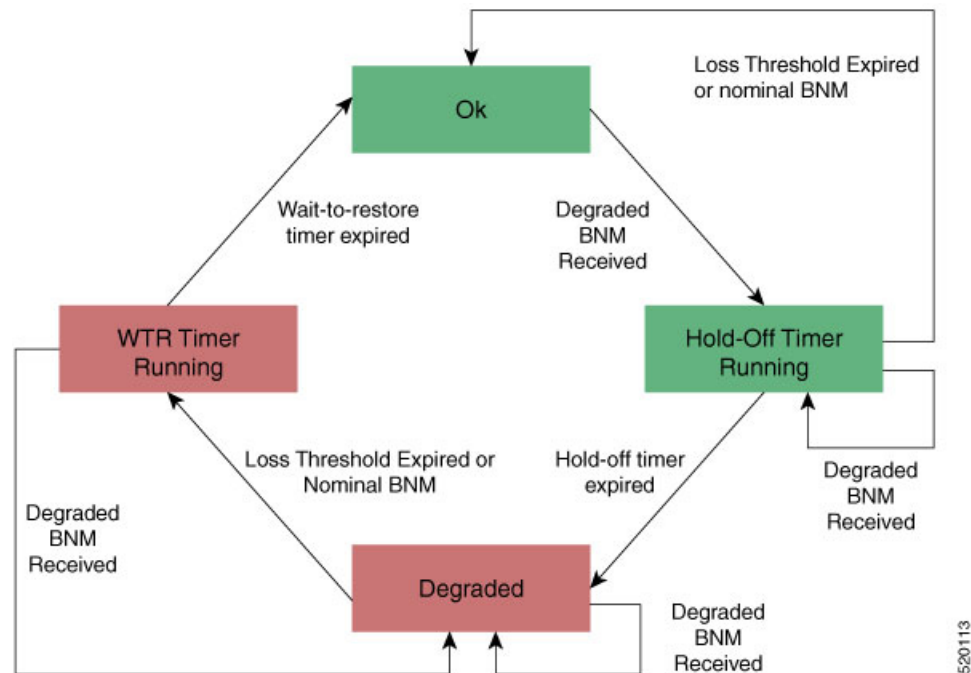 Ok
Loss Threshold Expired
or nominal BNM
Wait-to-restore
timer expired
Degraded
BNM
Received
WTR Timer
Running
Hold-Off Timer
Running
Loss Threshold Expired or
Nominal BNM
Hold-off timer
expired
Degraded
BNM
Received
Degraded
BNM
Received
Degraded
Degraded
BNM
Received
520113